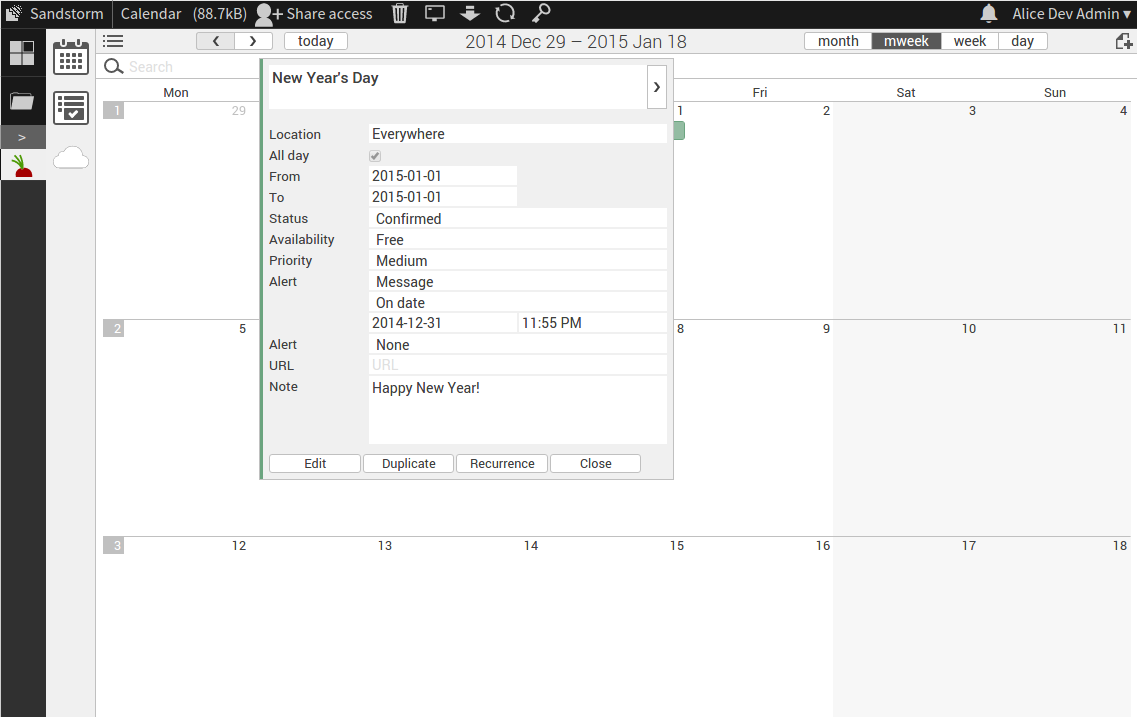 Sandstorm Calendar (88.7kB) Share access Alice Dev Admin ▾
< > today 2014 Dec 29 – 2015 Jan 18 month mweek week day
Search
Mon Fri Sat Sun
1 29 1 2 3 4
New Year's Day
>
Location Everywhere
All day
From 2015-01-01
To 2015-01-01
Status Confirmed
Availability Free
Priority Medium
Alert Message
On date
2014-12-31 11:55 PM
Alert None
URL URL
Note Happy New Year!
Edit Duplicate Recurrence Close
>
2 5 8 9 10 11
3 12 13 14 15 16 17 18